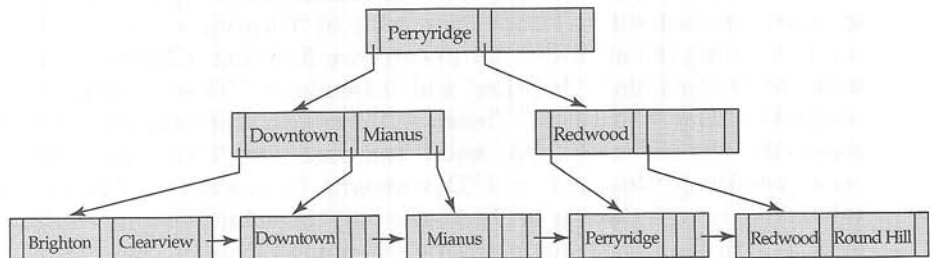 Perryridge
Downtown Mianus Redwood
Brighton Clearview Downtown Mianus Perryridge Redwood Round Hill